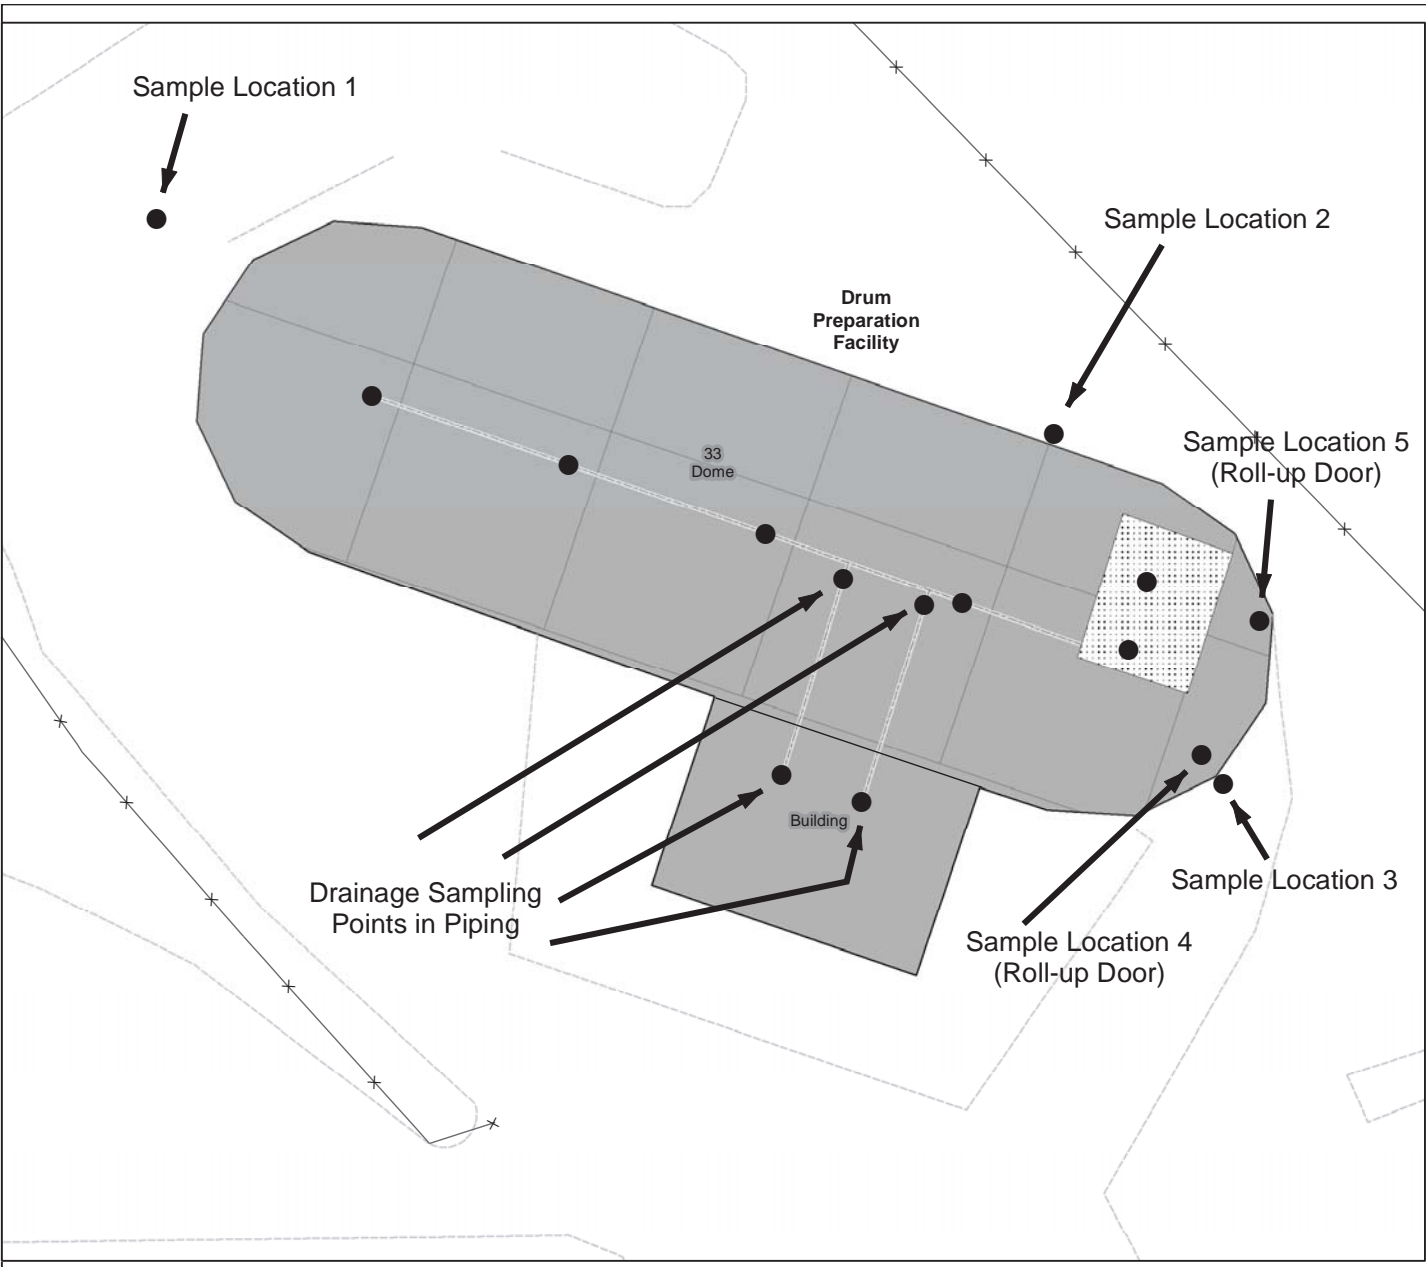 Sample Location 1
Sample Location 2
Drum
Preparation
Facility
Sample Location 5
(Roll-up Door)
33
Dome
Building
Sample Location 3
Drainage Sampling
Points in Piping
Sample Location 4
(Roll-up Door)